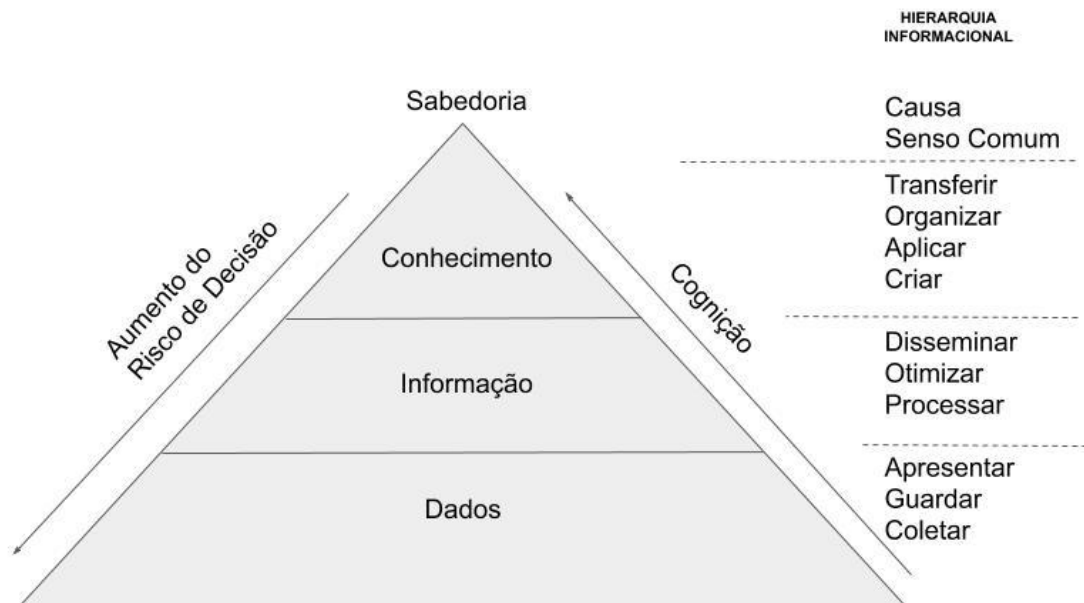 HIERARQUIA
INFORMACIONAL
Sabedoria
Causa
Senso Comum
Transferir
Organizar
Aplicar
Criar
Aumento do
Risco de Decisão
Conhecimento
Cognição
Disseminar
Otimizar
Processar
Informação
Apresentar
Guardar
Coletar
Dados